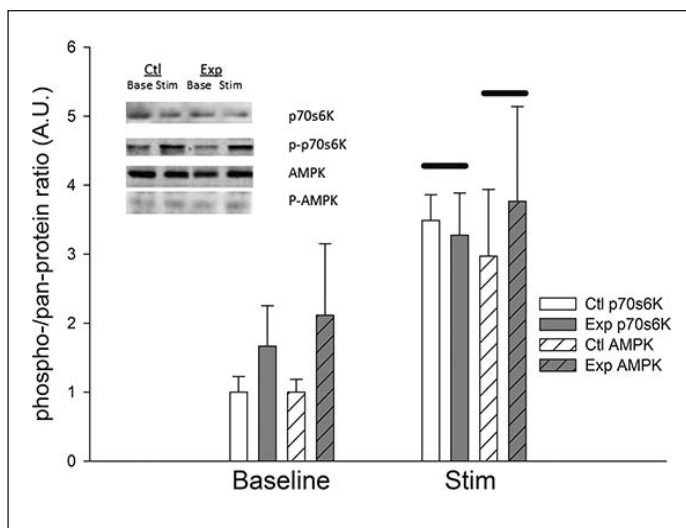 6
5
4
3
2
1
0
phospho-/pan-protein ratio (A.U.)
Ctl Exp
Base Stim Base Stim
p70s6K
p-p70s6K
AMPK
P-AMPK
Ctl p70s6K
Exp p70s6K
Ctl AMPK
Exp AMPK
Baseline Stim